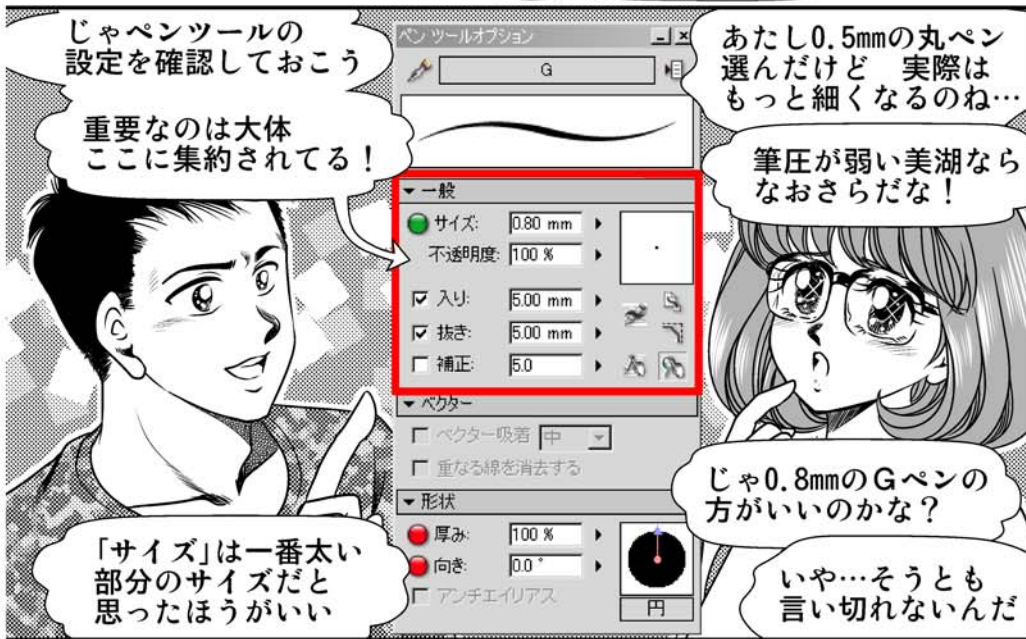 じゃペンツールの
設定を確認しておこう
重要なのは大体
ここに集約されてる！
「サイズ」は一番太い
部分のサイズだと
思ったほうがいい
ペン ツールオプション
G
一般
サイズ: 0.80 mm
不透明度: 100 %
入り: 5.00 mm
抜き: 5.00 mm
補正: 5.0
ベクター
ベクター吸着 中
重なる線を消去する
形状
厚み: 100 %
向き: 0.0 °
アンチエイリアス
円
あたし0.5mmの丸ペン
選んだけど　実際は
もっと細くなるのね…
筆圧が弱い美湖なら
なおさらだな！
じゃ0.8mmのＧペンの
方がいいのかな？
いや…そうとも
言い切れないんだ